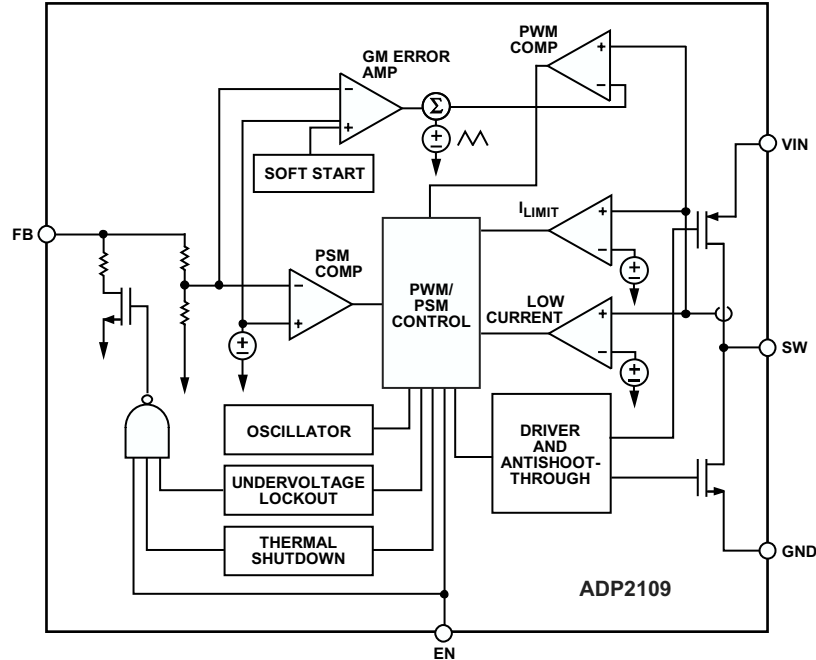 PWM
COMP
GM ERROR
AMP
+
−
−
+
Σ
+
−
SOFT START
VIN
FB
I LIMIT
+
−
+
−
PSM
COMP
−
+
PWM/
PSM
CONTROL
LOW
CURRENT
+
−
+
−
+
−
SW
OSCILLATOR
UNDERVOLTAGE
LOCKOUT
THERMAL
SHUTDOWN
DRIVER
AND
ANTISHOOT-
THROUGH
GND
ADP2109
EN